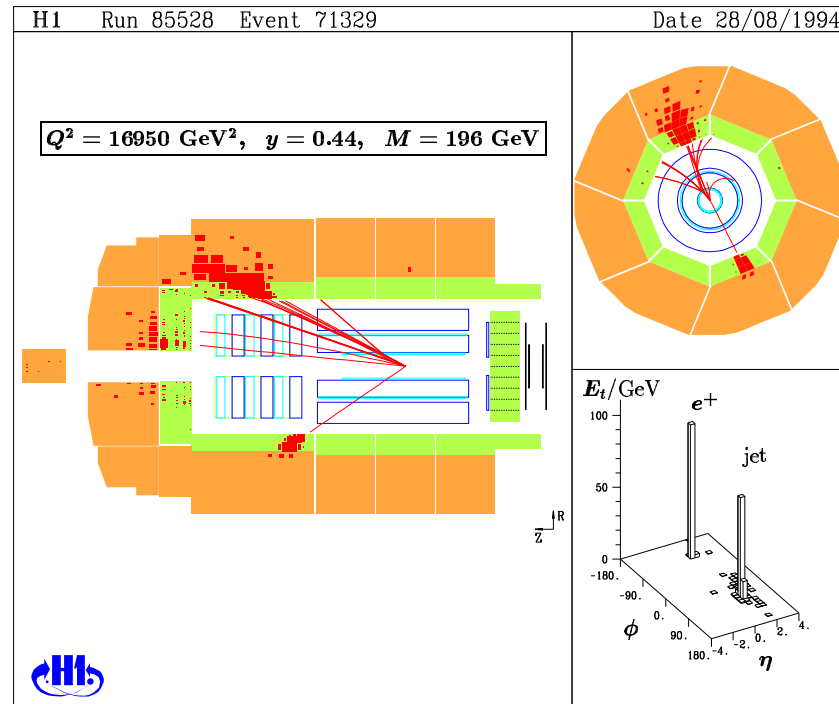 H1 Run 85528 Event 71329 Date 28/08/1994
Q² = 16950 GeV², y = 0.44, M = 196 GeV
R
Z
E_t/GeV
e⁺
jet
100
50
0
-180.
-90.
0.
90.
180.
-4.
-2.
0.
2.
4.
ϕ
η
H1